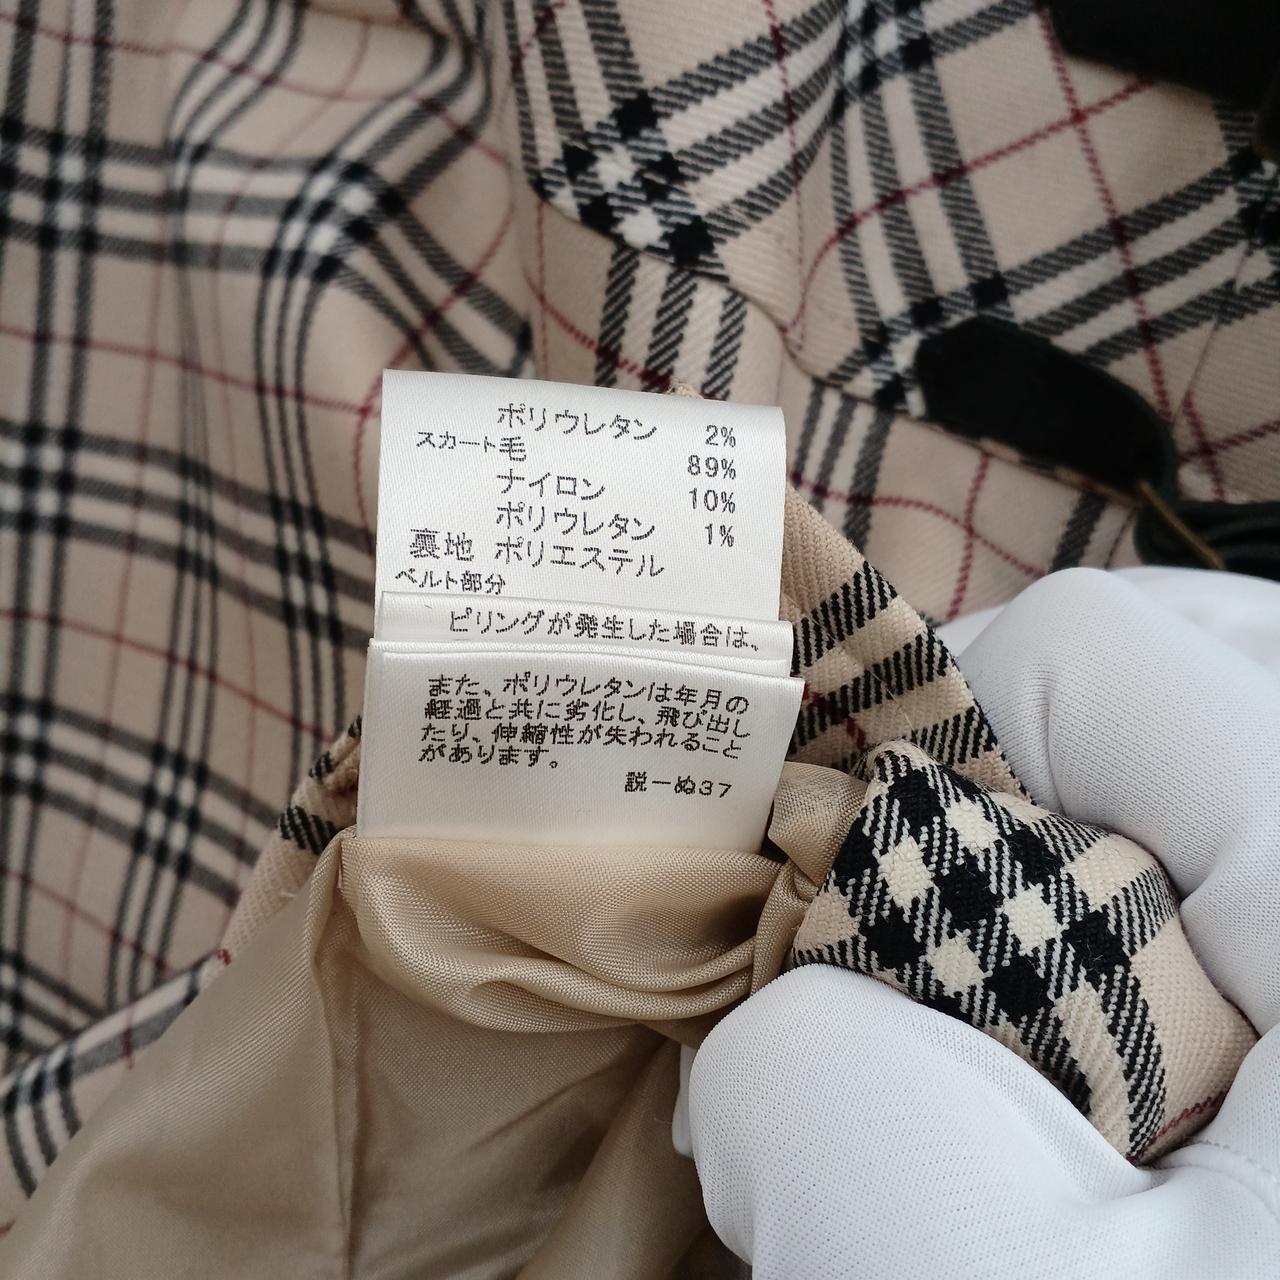 ポリウレタン 2%
スカート毛 89%
ナイロン 10%
ポリウレタン 1%
裏地 ポリエステル
ベルト部分
ピリングが発生した場合は、
また、ポリウレタンは年月の
経過と共に劣化し、飛び出し
たり、伸縮性が失われること
があります。
説－ぬ37